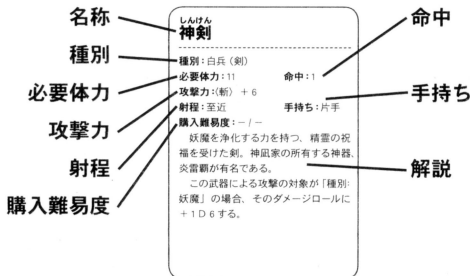 名称
種別
必要体力
攻撃力
射程
購入難易度
しんけん
神剣
種別：白兵（剣）
必要体力：11　命中：1
攻撃力：〈斬〉＋6
射程：至近　手持ち：片手
購入難易度：－/－
妖魔を浄化する力を持つ、精霊の祝
福を受けた剣。神凪家の所有する神器、
炎雷覇が有名である。
この武器による攻撃の対象が「種別：
妖魔」の場合、そのダメージロールに
＋1D6する。
命中
手持ち
解説